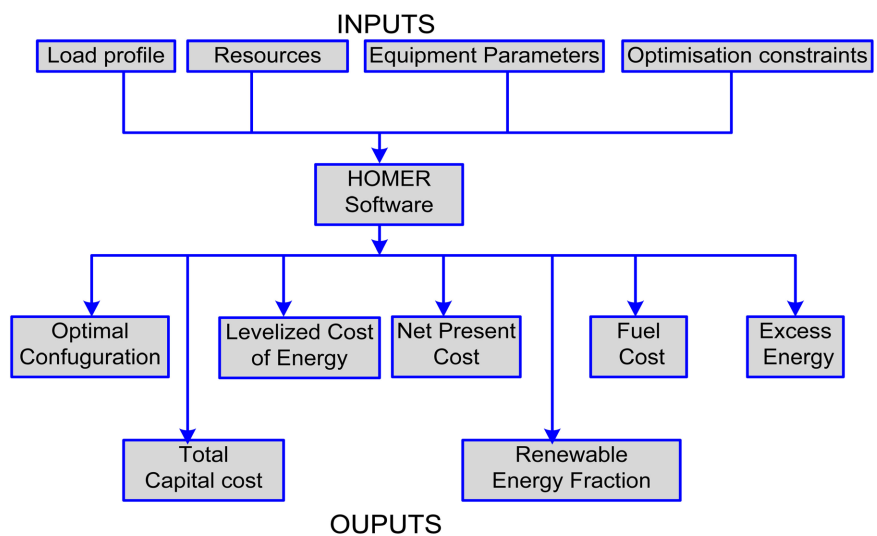 INPUTS
Load profile
Resources
Equipment Parameters
Optimisation constraints
HOMER
Software
Optimal
Confuguration
Levelized Cost
of Energy
Net Present
Cost
Fuel
Cost
Excess
Energy
Total
Capital cost
Renewable
Energy Fraction
OUPUTS